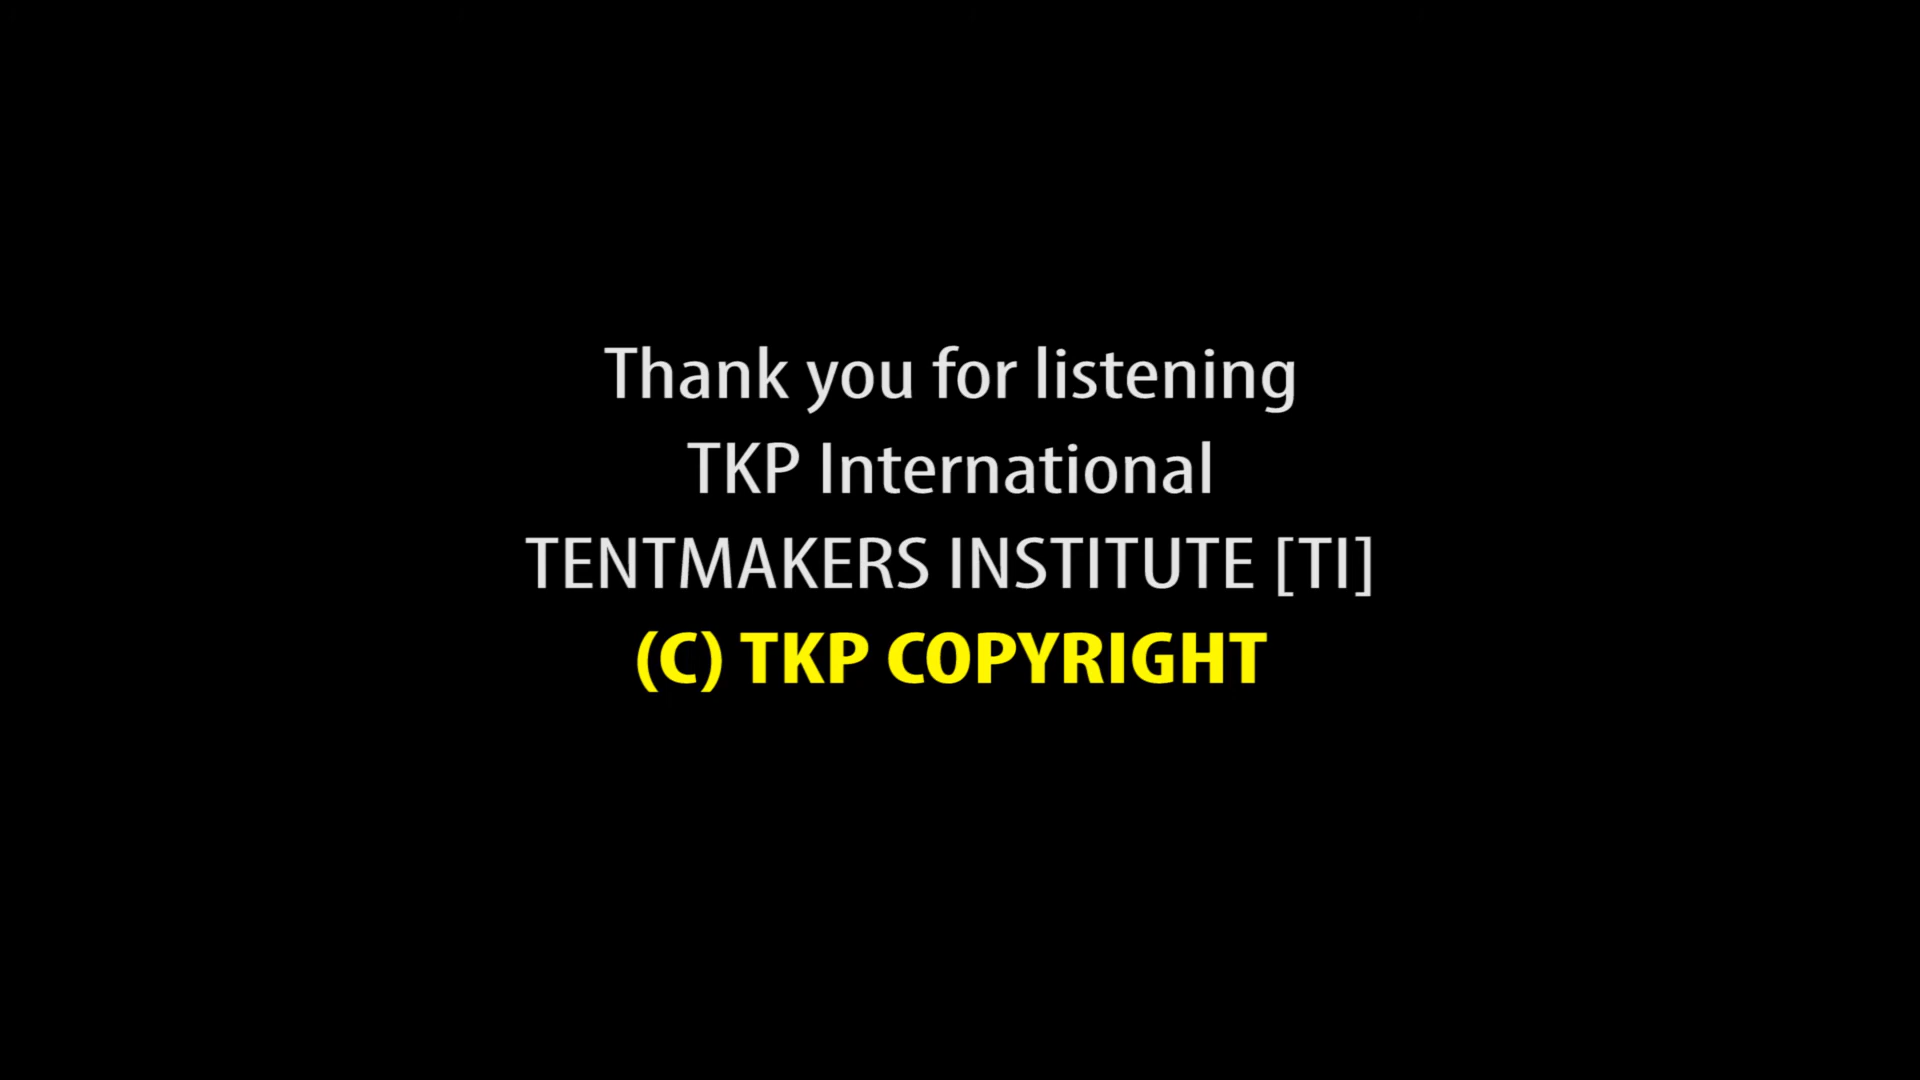 Thank you for listening
TKP International
TENTMAKERS INSTITUTE [TI]
(C) TKP COPYRIGHT